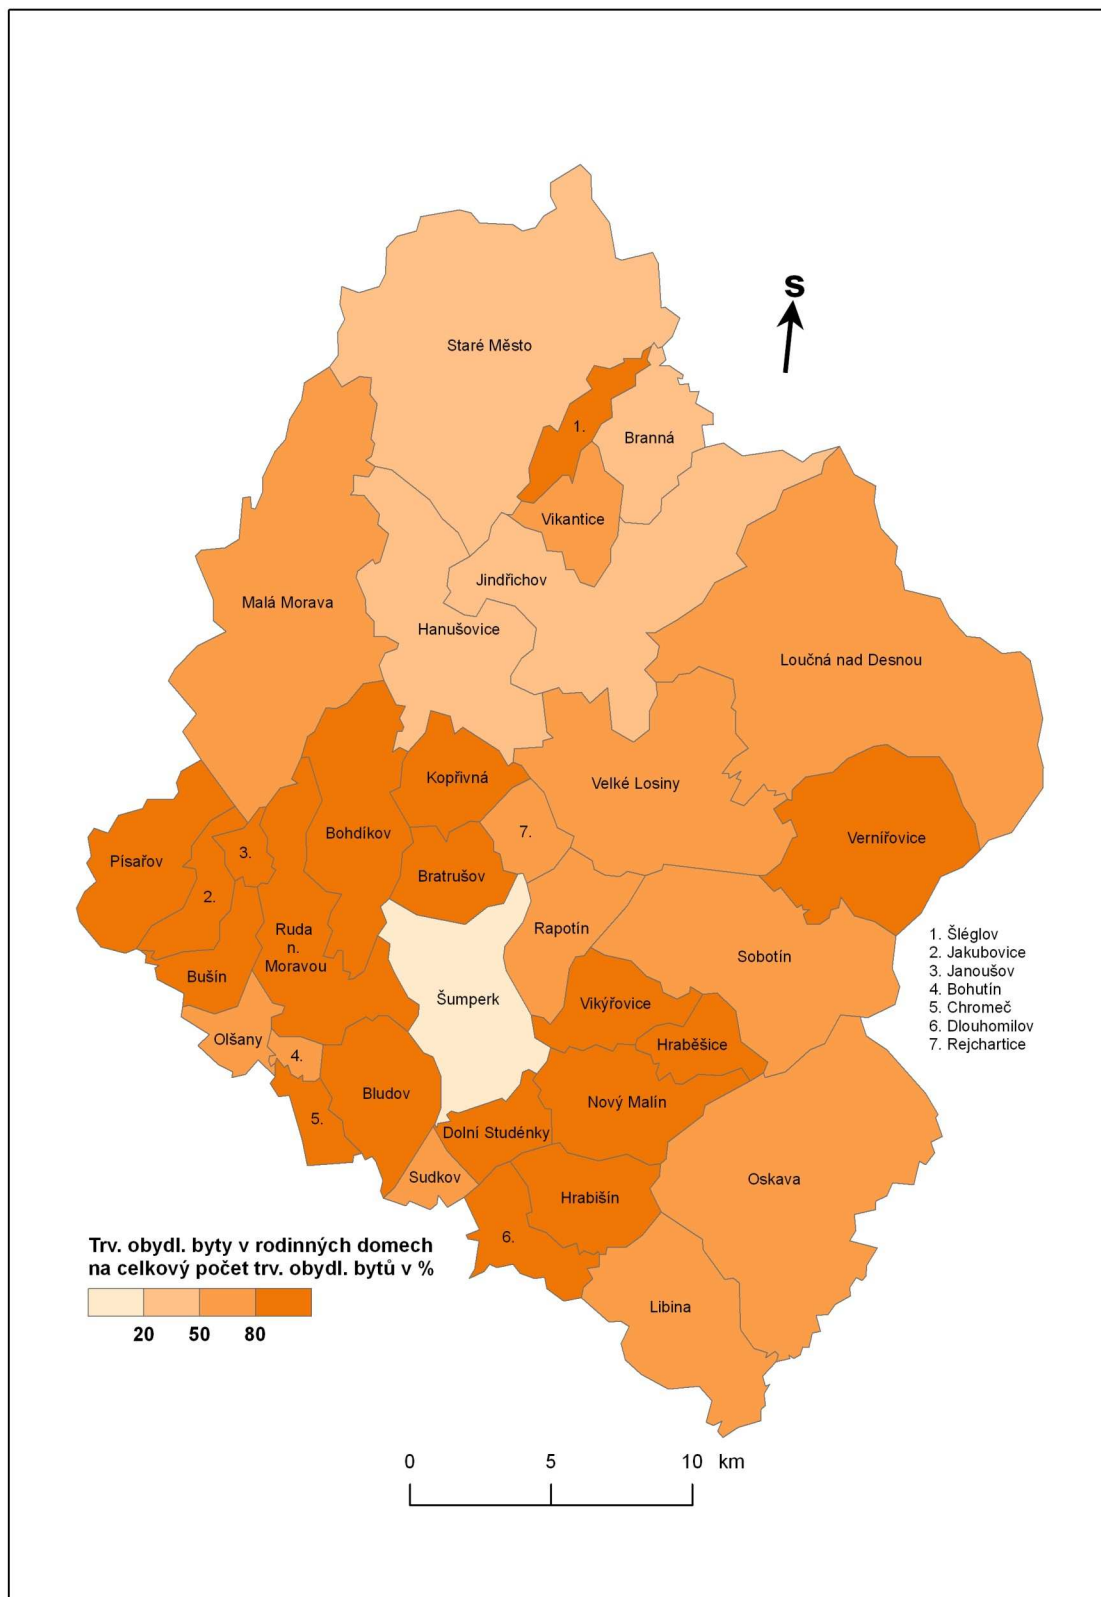 S
Staré Město
1.
Branná
Vikantice
Jindřichov
Malá Morava
Hanušovice
Loučná nad Desnou
Kopřivná
Velké Losiny
Bohdíkov
7.
Vernířovice
Písařov
3.
Bratrušov
2.
Ruda
n.
Moravou
Rapotín
Sobotín
1. Šléglov
2. Jakubovice
3. Janoušov
4. Bohutín
5. Chromeč
6. Dlouhomilov
7. Rejchartice
Bušín
Šumperk
Vikýřovice
Olšany
4.
Hraběšice
Bludov
Nový Malín
5.
Dolní Studénky
Sudkov
Oskava
Hrabišín
6.
Trv. obydl. byty v rodinných domech
na celkový počet trv. obydl. bytů v %
20 50 80
Libina
0 5 10 km